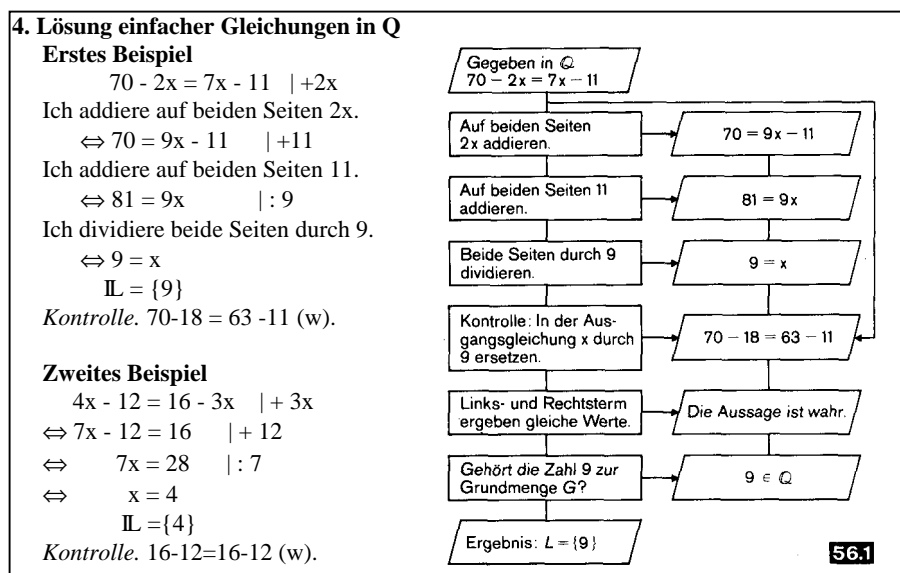 4. Lösung einfacher Gleichungen in Q
Erstes Beispiel
70 - 2x = 7x - 11 | +2x
Ich addiere auf beiden Seiten 2x.
⇔ 70 = 9x - 11 | +11
Ich addiere auf beiden Seiten 11.
⇔ 81 = 9x | : 9
Ich dividiere beide Seiten durch 9.
⇔ 9 = x
𝕃 = {9}
Kontrolle. 70-18 = 63 -11 (w).
Zweites Beispiel
4x - 12 = 16 - 3x | + 3x
⇔ 7x - 12 = 16 | + 12
⇔ 7x = 28 | : 7
⇔ x = 4
𝕃 ={4}
Kontrolle. 16-12=16-12 (w).
Gegeben in ℚ
70 − 2x = 7x − 11
Auf beiden Seiten
2x addieren.
70 = 9x − 11
Auf beiden Seiten 11
addieren.
81 = 9x
Beide Seiten durch 9
dividieren.
9 = x
Kontrolle: In der Aus-
gangsgleichung x durch
9 ersetzen.
70 − 18 = 63 − 11
Links- und Rechtsterm
ergeben gleiche Werte.
Die Aussage ist wahr.
Gehört die Zahl 9 zur
Grundmenge G?
9 ∈ ℚ
Ergebnis: L = {9}
56.1